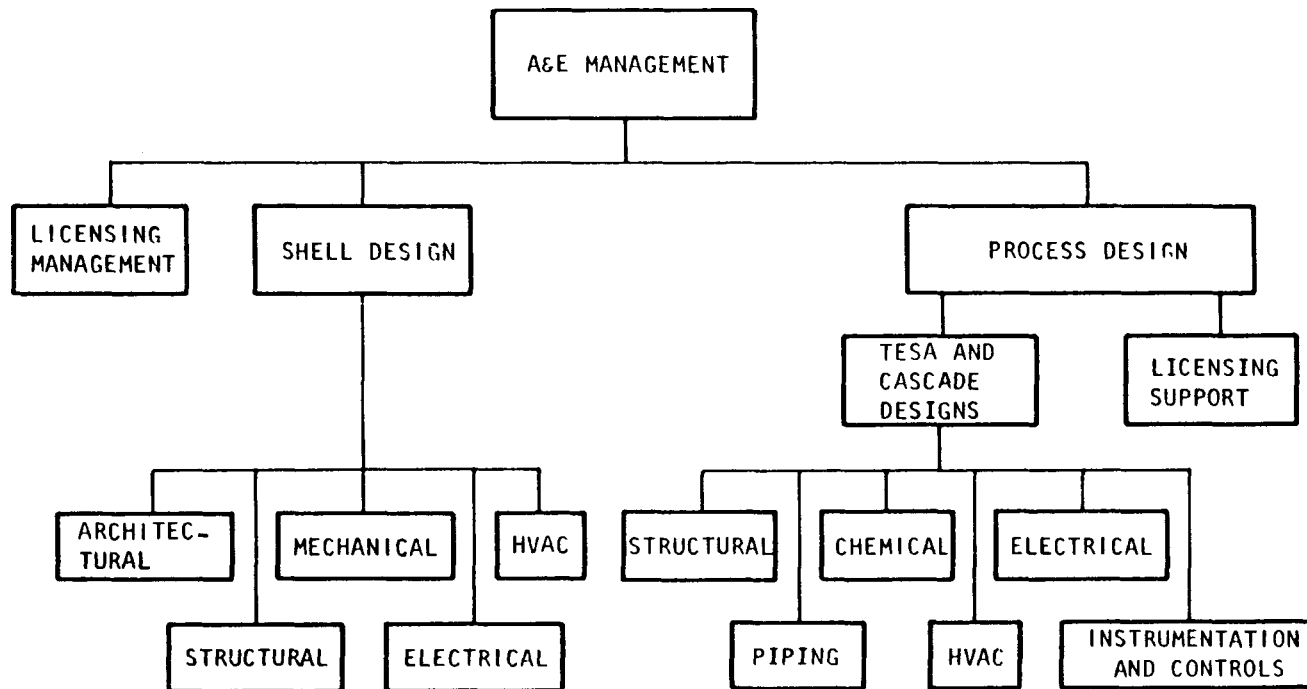 A&E MANAGEMENT
LICENSING
MANAGEMENT
SHELL DESIGN
PROCESS DESIGN
TESA AND
CASCADE
DESIGNS
LICENSING
SUPPORT
ARCHITEC-
TURAL
MECHANICAL
HVAC
STRUCTURAL
CHEMICAL
ELECTRICAL
STRUCTURAL
ELECTRICAL
PIPING
HVAC
INSTRUMENTATION
AND CONTROLS